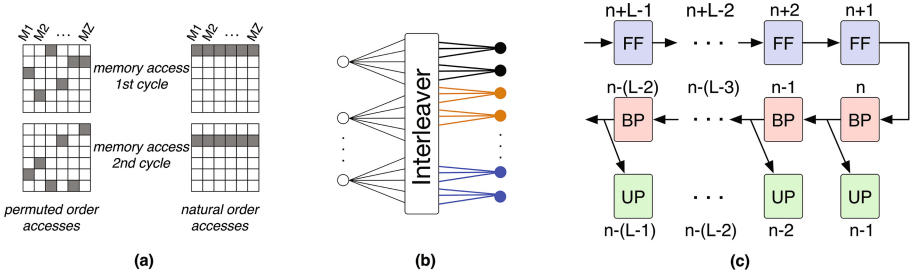 M1 M2 ... MZ
M1 M2 ... MZ
memory access
1st cycle
memory access
2nd cycle
permuted order
accesses
natural order
accesses
(a)
Interleaver
(b)
n+L-1 n+L-2 n+2 n+1
FF ... FF FF
n-(L-2) n-(L-3) n-1 n
BP ... BP BP
UP ... UP UP
n-(L-1) n-(L-2) n-2 n-1
(c)